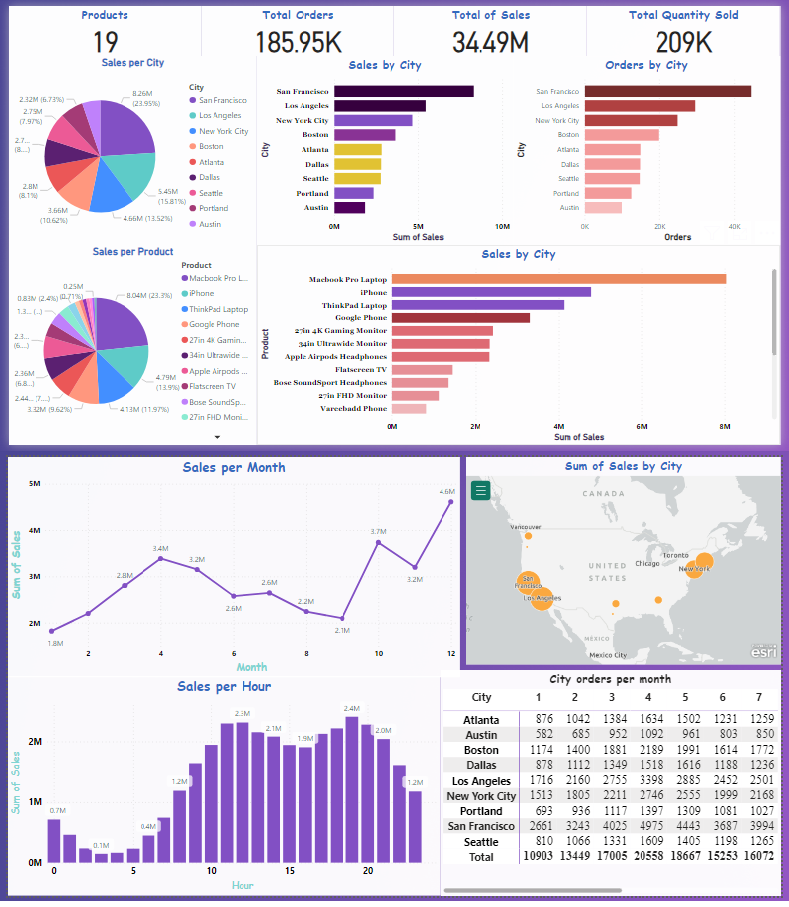 Products
Total Orders
Total of Sales
Total Quantity Sold
19
185.95K
34.49M
209K
Sales per City
8.26M
(23.95%)
5.45M
(15.81%)
4.66M (13.52%)
3.66M
(10.62%)
2.8M
(8.1%)
2.7...
(8....)
2.79M
(7.97%)
2.32M (6.73%)
City
San Francisco
Los Angeles
New York City
Boston
Atlanta
Dallas
Seattle
Portland
Austin
Sales by City
City
San Francisco
Los Angeles
New York City
Boston
Atlanta
Dallas
Seattle
Portland
Austin
0M 5M 10M
Sum of Sales
Orders by City
City
San Francisco
Los Angeles
New York City
Boston
Atlanta
Dallas
Seattle
Portland
Austin
0K 20K 40K
Orders
Sales per Product
8.04M (23.3%)
4.79M
(13.9%)
4.13M (11.97%)
3.32M (9.62%)
2.44... (7....)
2.36M
(6.8...)
2.3...
(6....)
1.3... (...)
0.83M (2.4%)
0.25M
(0.71%)
Product
Macbook Pro L...
iPhone
ThinkPad Laptop
Google Phone
27in 4K Gamin...
34in Ultrawide ...
Apple Airpods ...
Flatscreen TV
Bose SoundSp...
27in FHD Moni...
Sales by City
Product
Macbook Pro Laptop
iPhone
ThinkPad Laptop
Google Phone
27in 4K Gaming Monitor
34in Ultrawide Monitor
Apple Airpods Headphones
Flatscreen TV
Bose SoundSport Headphones
27in FHD Monitor
Vareebadd Phone
0M 2M 4M 6M 8M
Sum of Sales
Sales per Month
Sum of Sales
5M
4M
3M
2M
1.8M
2.8M
3.4M
3.2M
2.6M
2.6M
2.2M
2.1M
3.7M
3.2M
4.6M
2 4 6 8 10 12
Month
Sum of Sales by City
CANADA
Vancouver
UNITED
STATES
Toronto
Chicago
New York
San
Francisco
Los Angeles
MÉXICO
Mexico City
esri
Sales per Hour
Sum of Sales
2M
1M
0M
0.7M
0.1M
0.4M
1.2M
2.3M
2.1M
1.9M
2.4M
2.0M
1.2M
0 5 10 15 20
Hour
City orders per month
City 1 2 3 4 5 6 7
Atlanta 876 1042 1384 1634 1502 1231 1259
Austin 582 685 952 1092 961 803 850
Boston 1174 1400 1881 2189 1991 1614 1772
Dallas 878 1112 1349 1518 1616 1188 1236
Los Angeles 1716 2160 2755 3398 2885 2452 2501
New York City 1513 1805 2211 2746 2555 1999 2168
Portland 693 936 1117 1397 1309 1081 1027
San Francisco 2661 3243 4025 4975 4443 3687 3994
Seattle 810 1066 1331 1609 1405 1198 1265
Total 10903 13449 17005 20558 18667 15253 16072